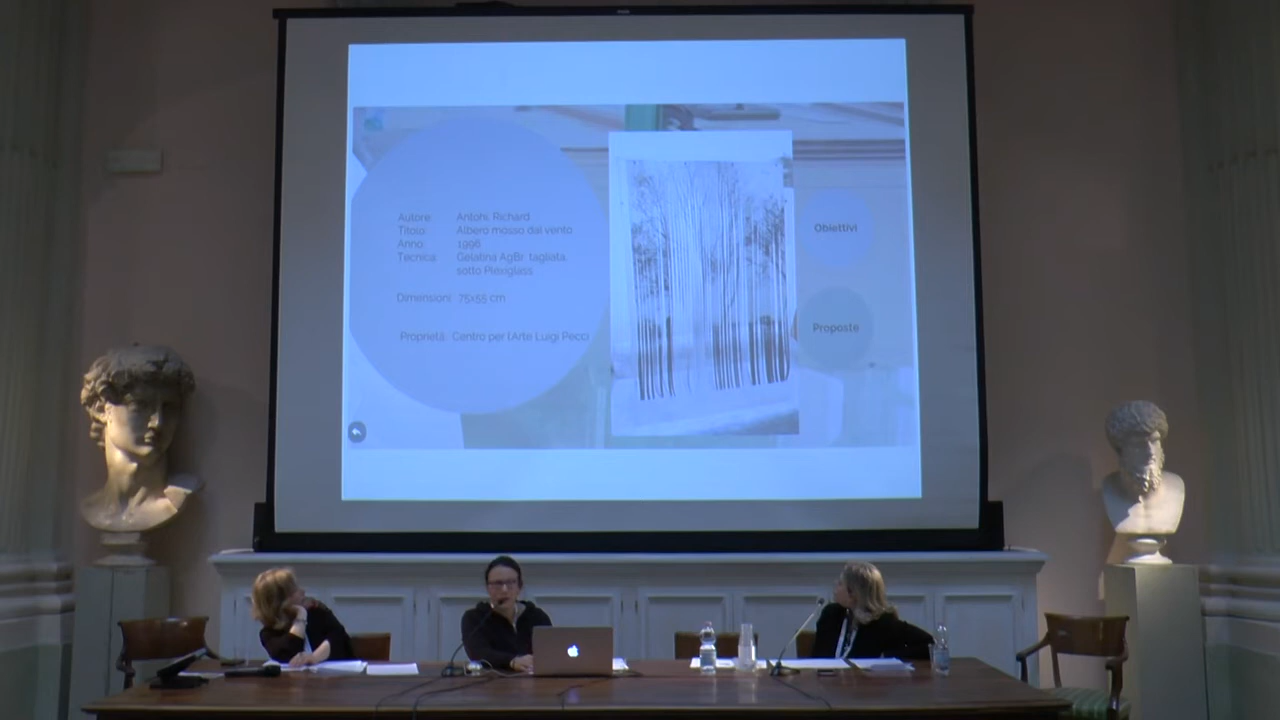 Autore: Antohi, Richard
Titolo: Albero mosso dal vento
Anno: 1996
Tecnica: Gelatina AgBr tagliata,
sotto Plexiglass
Dimensioni: 75x55 cm
Proprietà: Centro per l'Arte Luigi Pecci
Obiettivi
Proposte